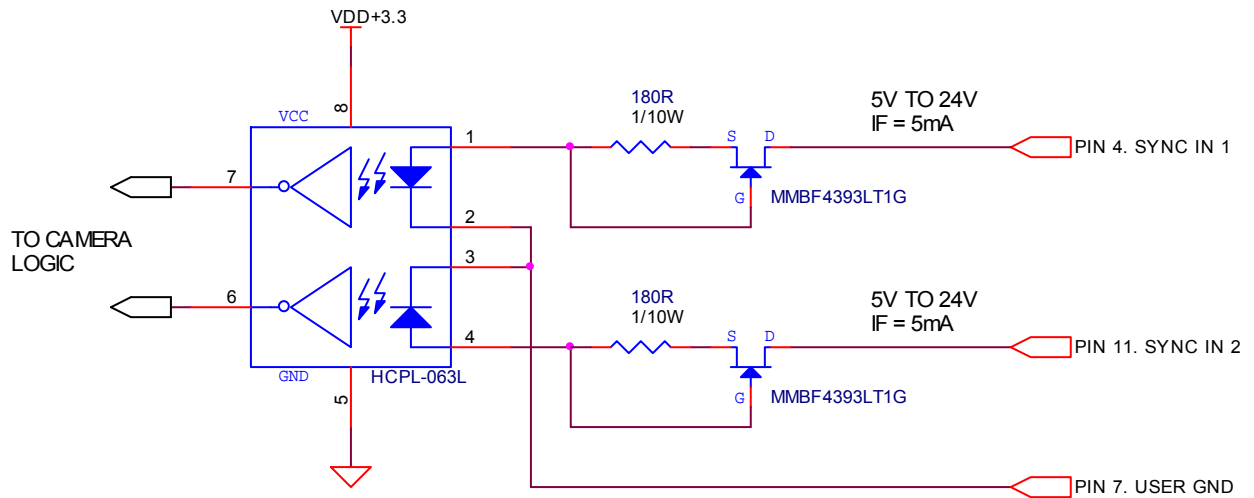 VDD+3.3
8
VCC
180R
1/10W
5V TO 24V
IF = 5mA
1
S
D
PIN 4. SYNC IN 1
7
G
MMBF4393LT1G
2
TO CAMERA
LOGIC
3
6
180R
1/10W
5V TO 24V
IF = 5mA
4
S
D
PIN 11. SYNC IN 2
GND
HCPL-063L
5
G
MMBF4393LT1G
PIN 7. USER GND